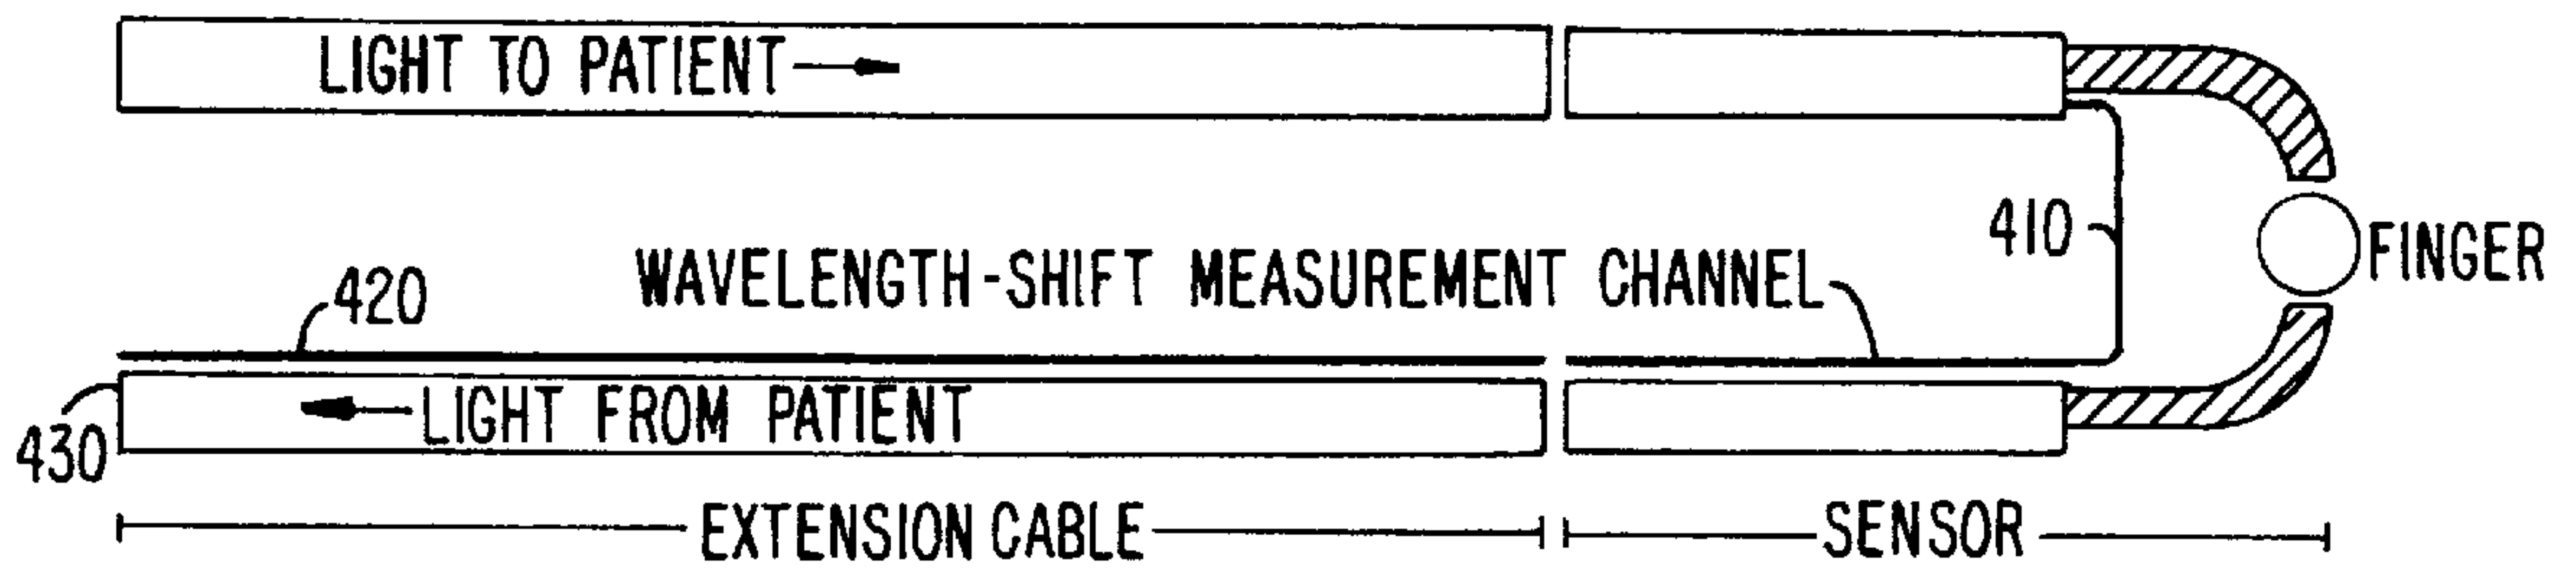 LIGHT TO PATIENT
410
FINGER
WAVELENGTH-SHIFT MEASUREMENT CHANNEL
420
LIGHT FROM PATIENT
430
EXTENSION CABLE
SENSOR